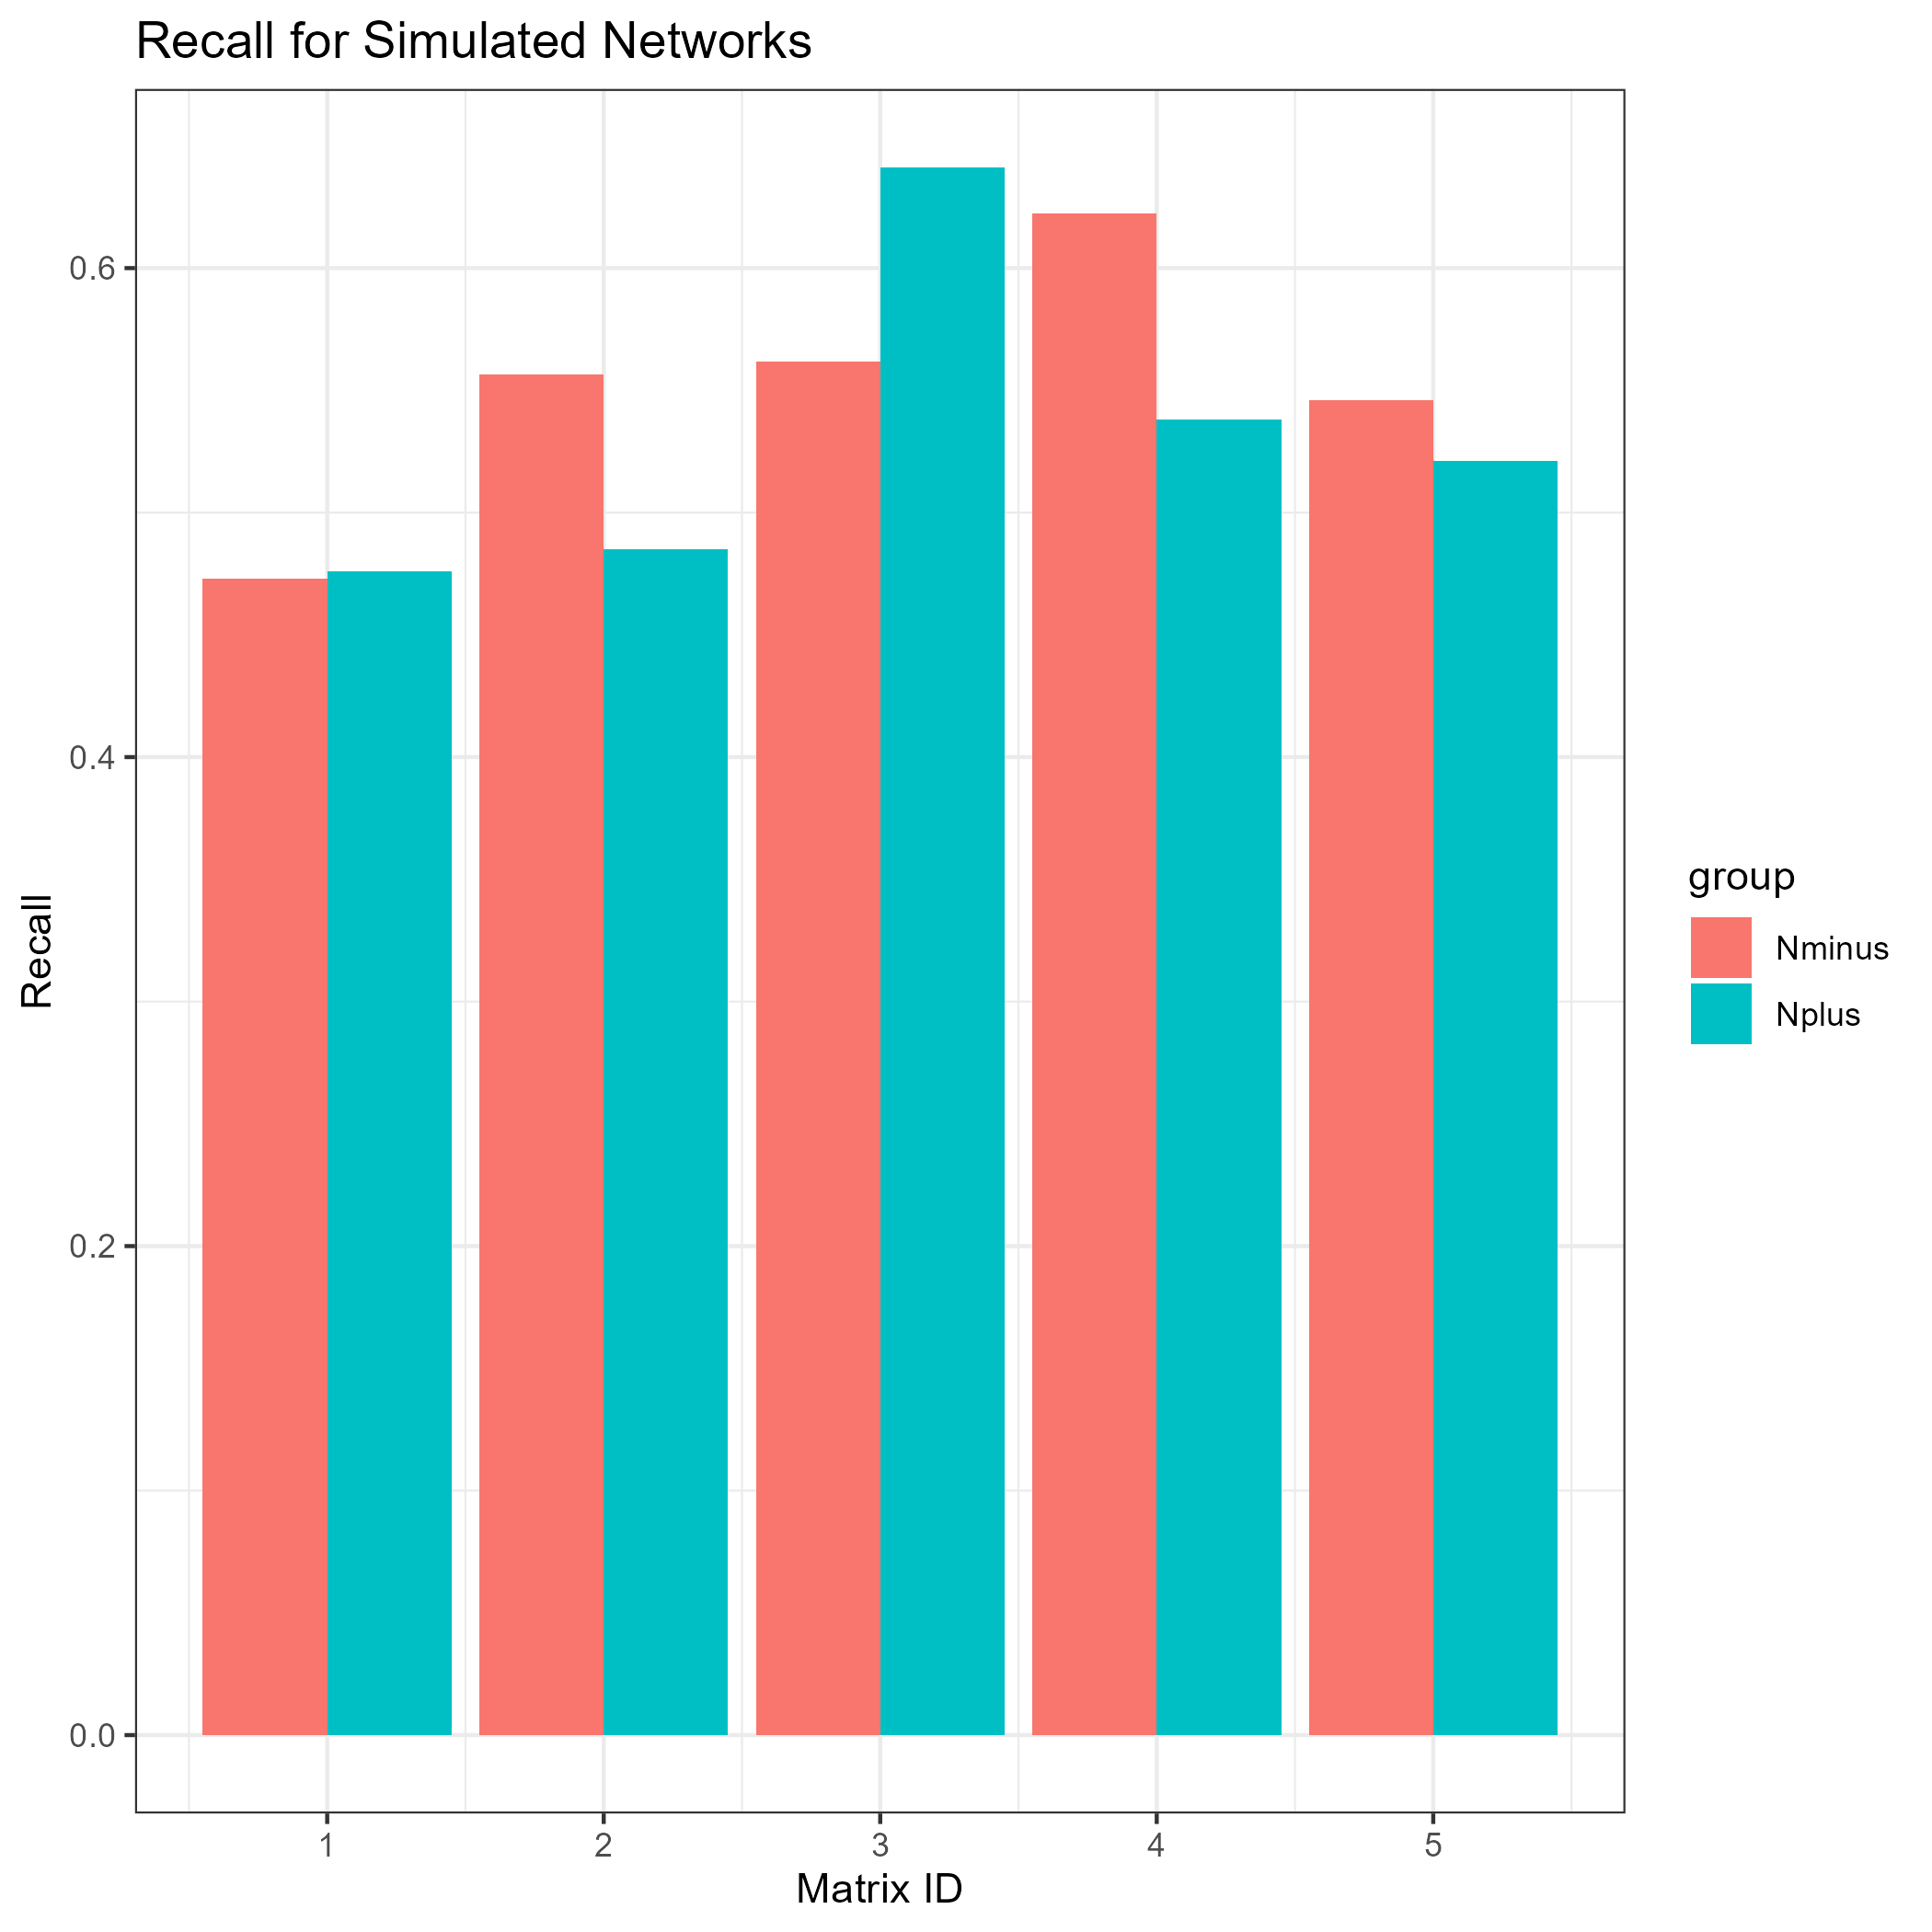 Recall for Simulated Networks
Recall
0.6
0.4
0.2
0.0
1 2 3 4 5
Matrix ID
group
Nminus
Nplus